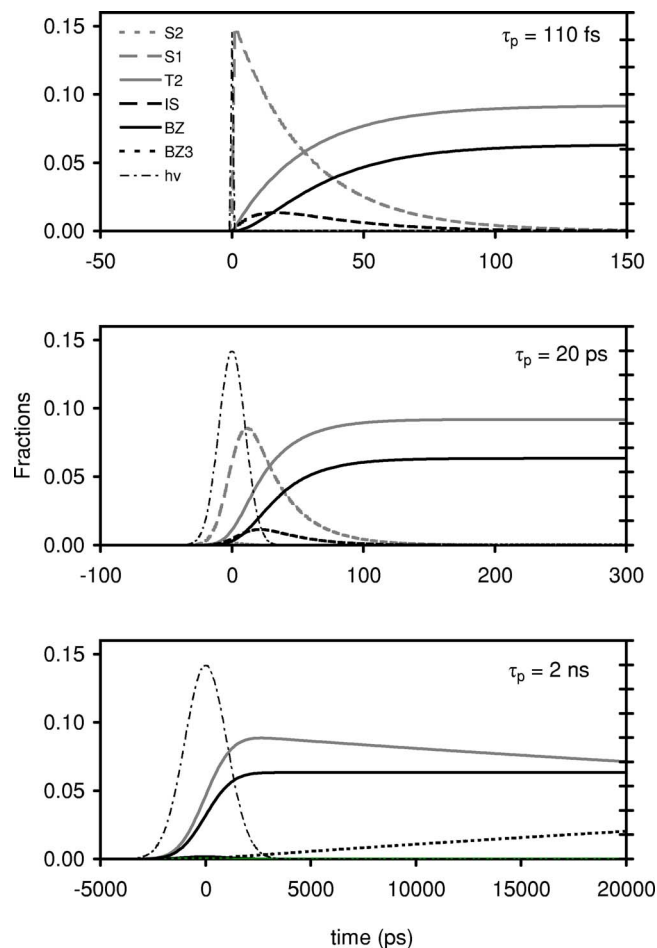 S2
S1
T2
IS
BZ
BZ3
hv
τp = 110 fs
0.15
0.10
0.05
0.00
-50 0 50 100 150
τp = 20 ps
0.15
0.10
0.05
0.00
-100 0 100 200 300
Fractions
τp = 2 ns
0.15
0.10
0.05
0.00
-5000 0 5000 10000 15000 20000
time (ps)